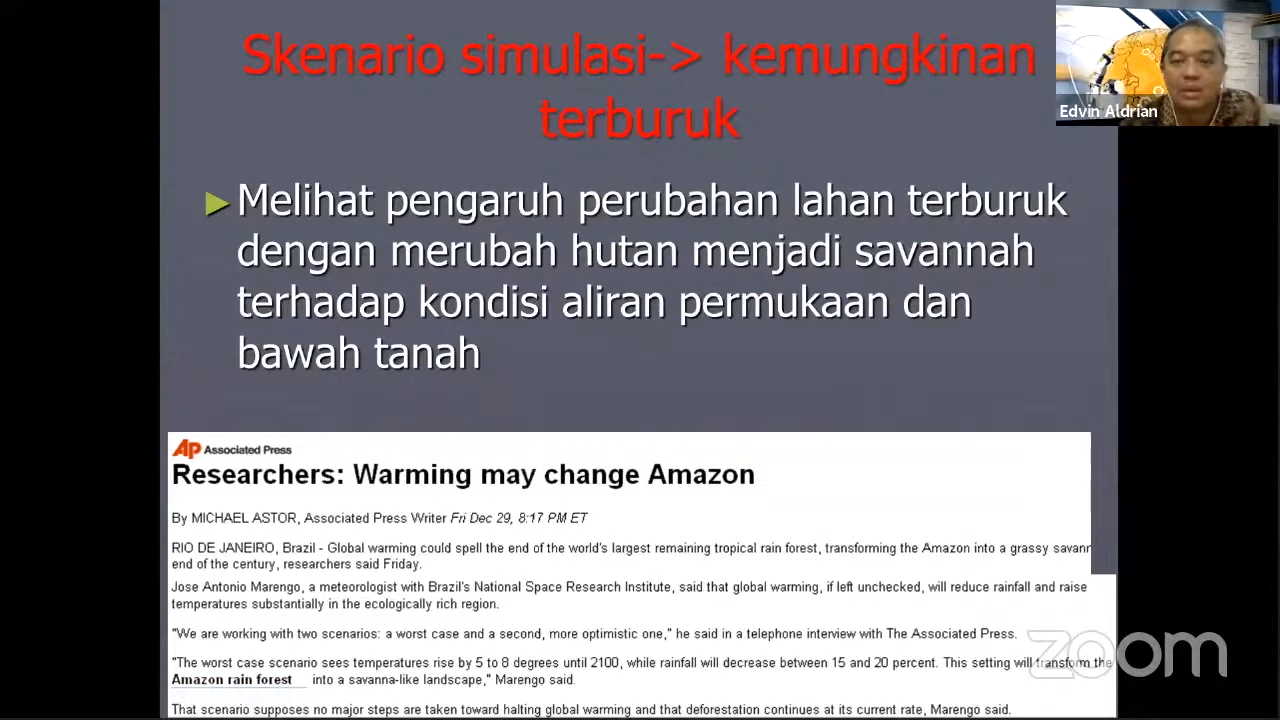 Skenario simulasi-> kemungkinan
terburuk
Edvin Aldrian
►Melihat pengaruh perubahan lahan terburuk
dengan merubah hutan menjadi savannah
terhadap kondisi aliran permukaan dan
bawah tanah
AP Associated Press
Researchers: Warming may change Amazon
By MICHAEL ASTOR, Associated Press Writer Fri Dec 29, 8:17 PM ET
RIO DE JANEIRO, Brazil - Global warming could spell the end of the world's largest remaining tropical rain forest, transforming the Amazon into a grassy
end of the century, researchers said Friday.
Jose Antonio Marengo, a meteorologist with Brazil's National Space Research Institute, said that global warming, if left unchecked, will reduce rainfall and raise
temperatures substantially in the ecologically rich region.
"We are working with two scenarios: a worst case and a second, more optimistic one," he said in a telephone interview with The Associated Press.
"The worst case scenario sees temperatures rise by 5 to 8 degrees until 2100, while rainfall will decrease between 15 and 20 percent. This setting will transform the
Amazon rain forest into a savanna-like landscape," Marengo said.
That scenario supposes no major steps are taken toward halting global warming and that deforestation continues at its current rate, Marengo said.
zoom